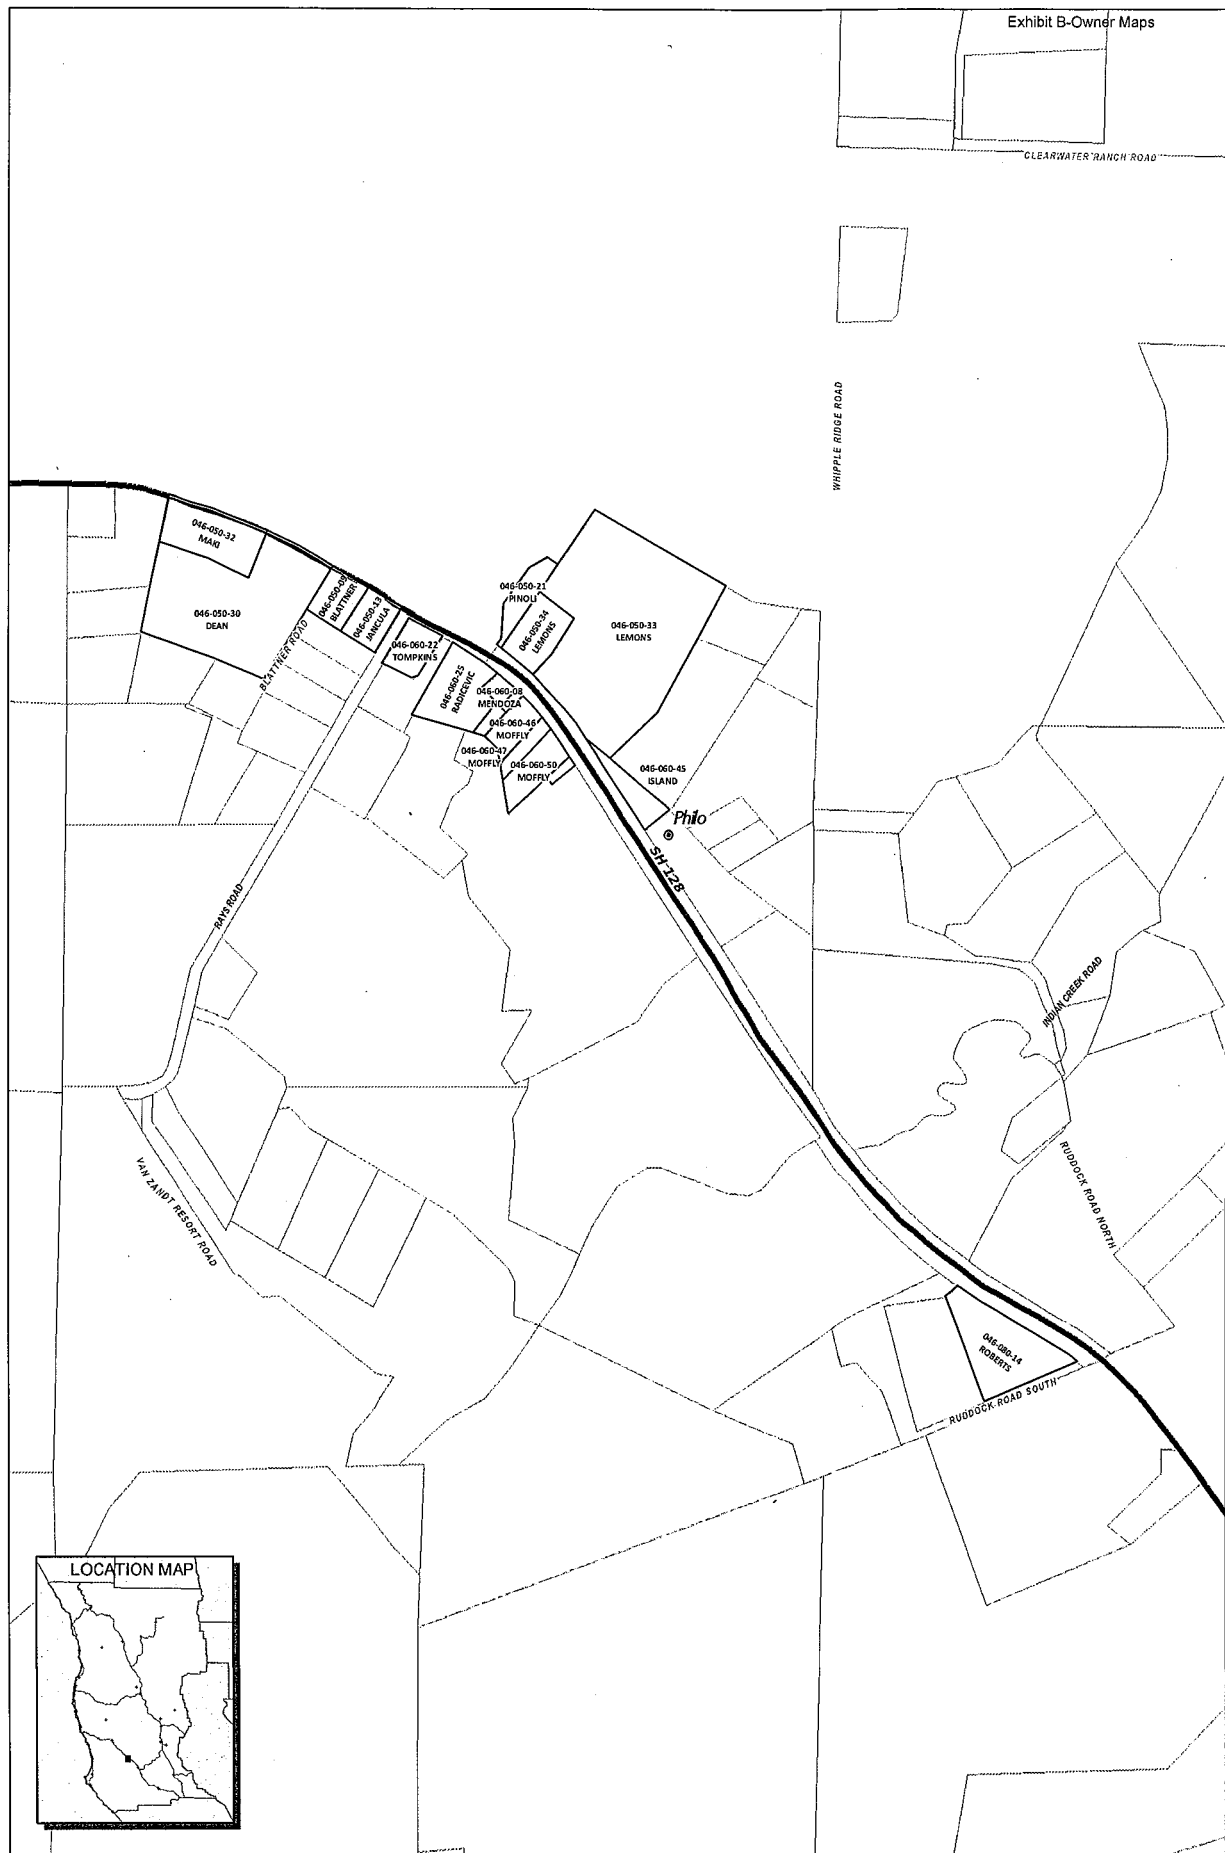 Exhibit B-Owner Maps
CLEARWATER RANCH ROAD
WHIPPLE RIDGE ROAD
046-050-32
MAKI
046-050-30
DEAN
BLATTNER ROAD
046-050-09
BLATTNER
046-050-13
JANCULA
046-060-22
TOMPKINS
046-050-21
PINOLI
046-050-34
LEMONS
046-050-33
LEMONS
046-060-25
RADICEVIC
046-060-08
MENDOZA
046-060-46
MOFFLY
046-060-47
MOFFLY
046-060-50
MOFFLY
046-060-45
ISLAND
Philo
SH 128
RAYS ROAD
INDIAN CREEK ROAD
VAN ZANDT RESORT ROAD
RUDDOCK ROAD NORTH
046-080-14
ROBERTS
RUDDOCK ROAD SOUTH
LOCATION MAP